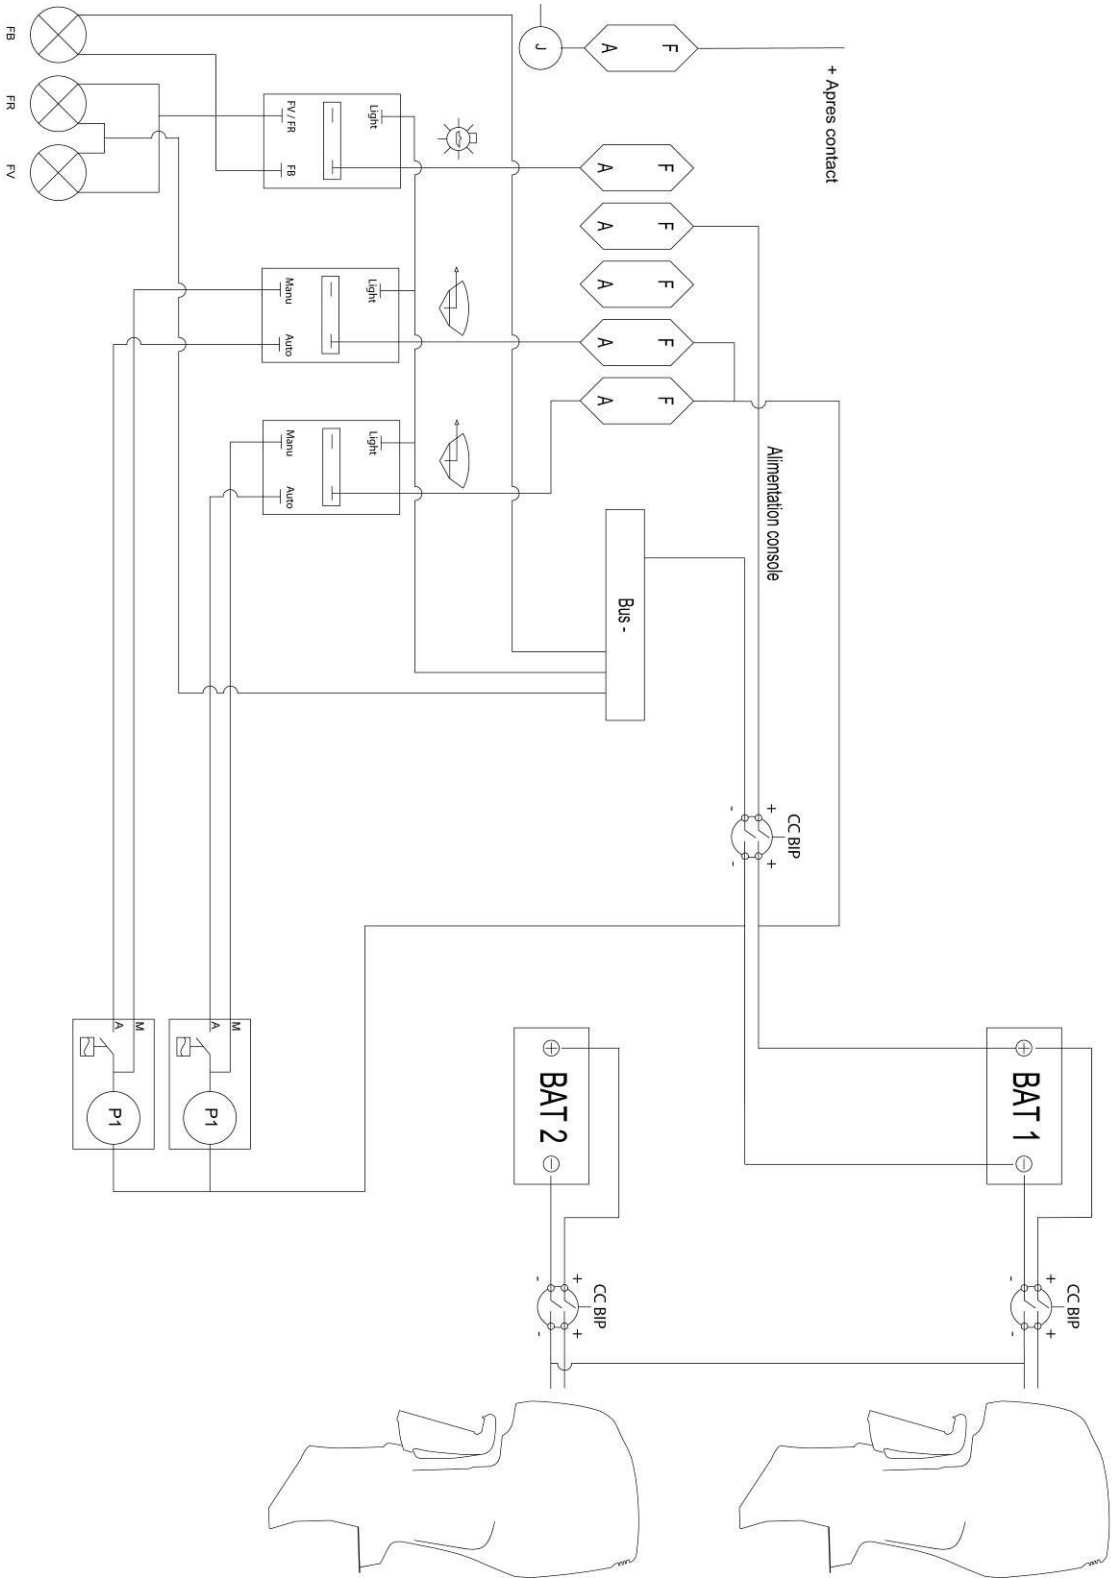 FB
FR
FV
J
A F
+ Apres contact
FV / FR
FB
Light
A F
A F
A F
A F
A F
Manu
Auto
Light
Manu
Auto
Light
Alimentation console
Bus -
CC BIP
+ +
- -
M
A
P1
M
A
P1
BAT 2
+
-
BAT 1
+
-
CC BIP
+ +
- -
CC BIP
+ +
- -